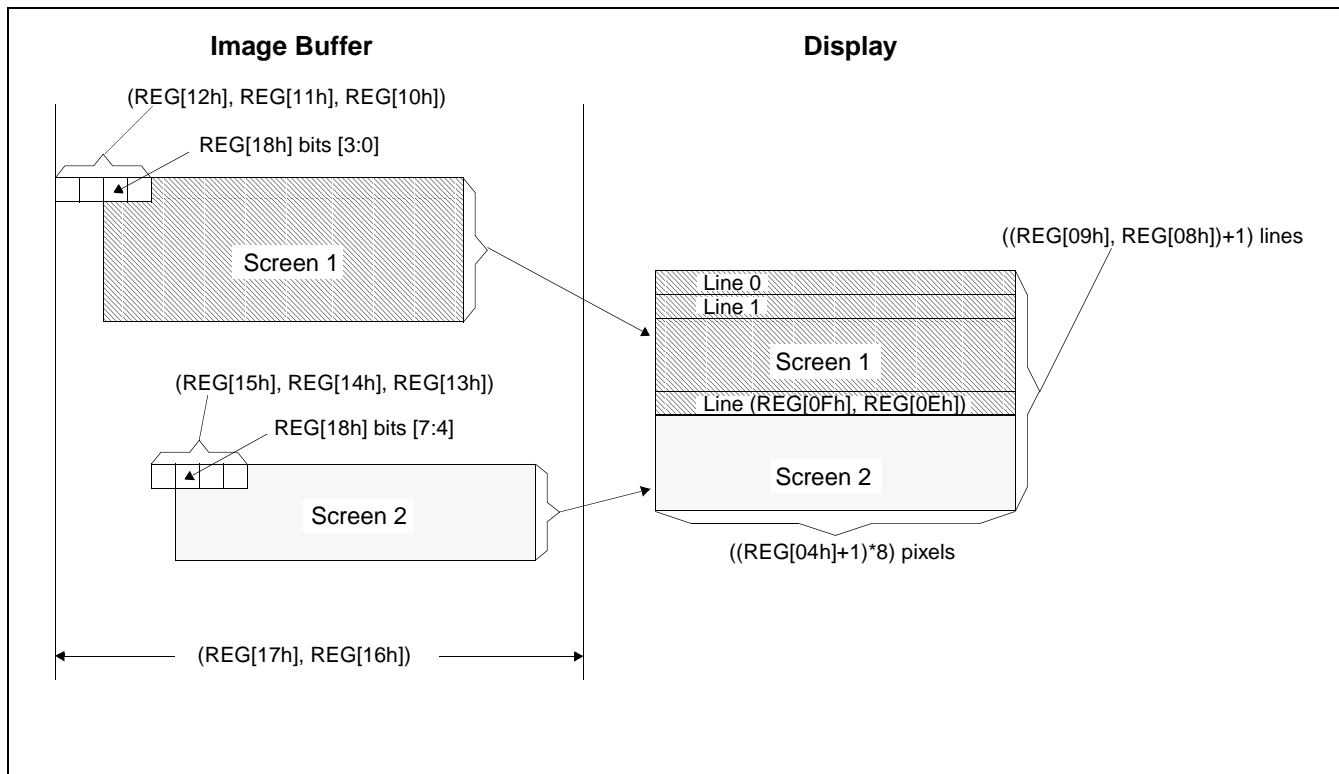 Image Buffer
Display
(REG[12h], REG[11h], REG[10h])
REG[18h] bits [3:0]
Screen 1
((REG[09h], REG[08h])+1) lines
Line 0
Line 1
Screen 1
Line (REG[0Fh], REG[0Eh])
Screen 2
((REG[04h]+1)*8) pixels
(REG[15h], REG[14h], REG[13h])
REG[18h] bits [7:4]
Screen 2
(REG[17h], REG[16h])